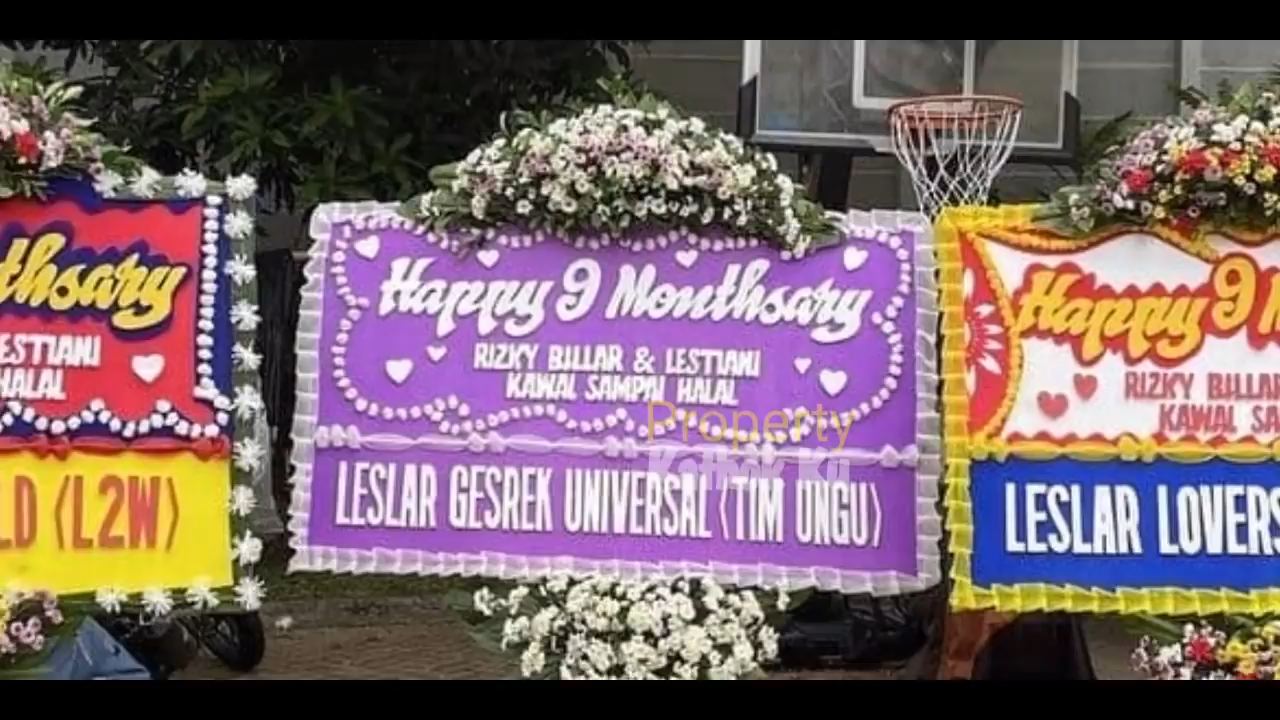 thsary
ESTIANI
HALAL
LD (L2W)
Happy 9 Monthsary
RIZKY BILLAR & LESTIANI
KAWAL SAMPAI HALAL
LESLAR GESREK UNIVERSAL (TIM UNGU)
Property
Happy 9 M
RIZKY BILLAR
KAWAL SA
LESLAR LOVERS